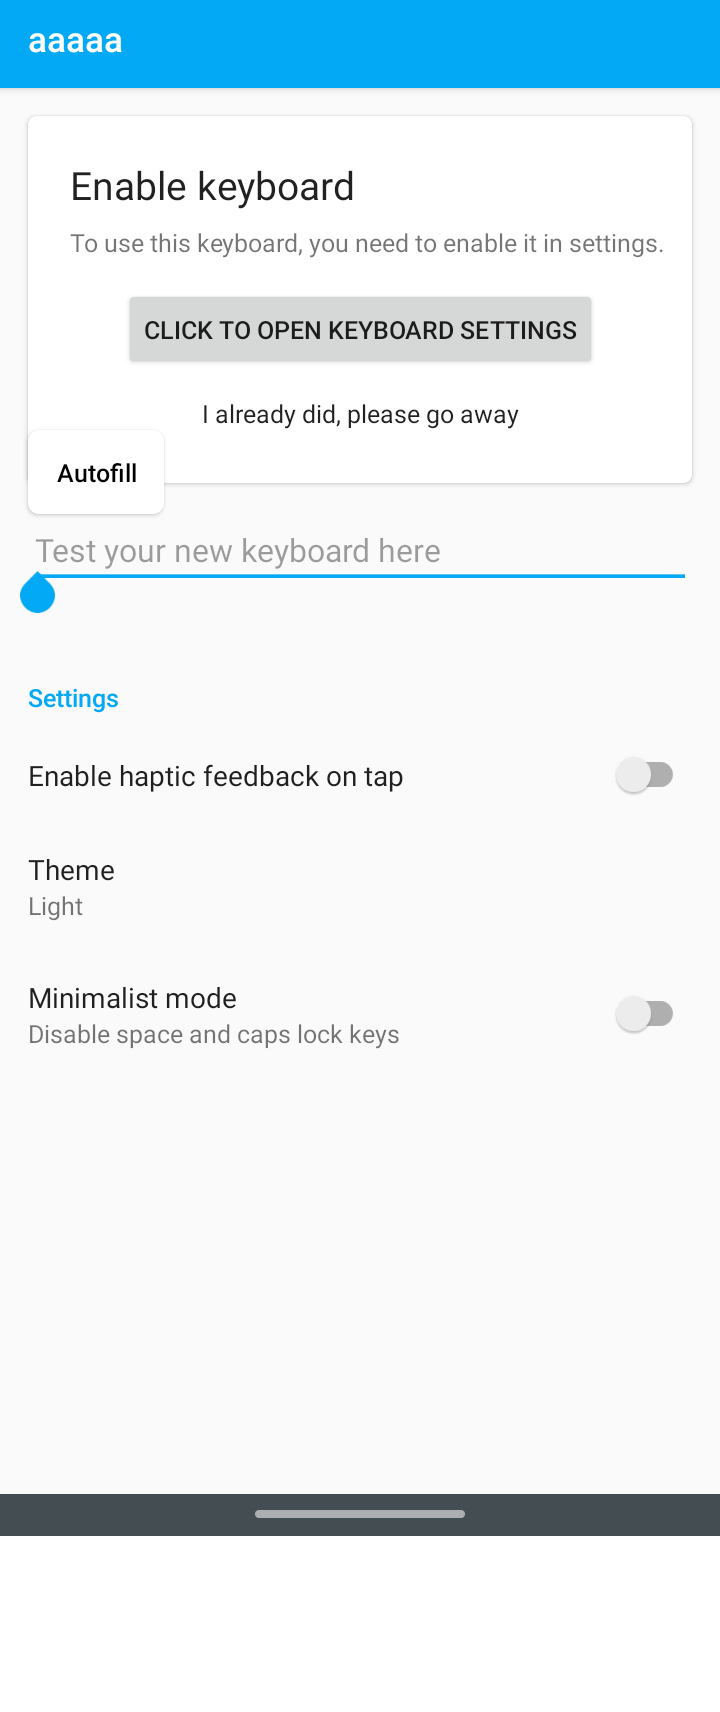 aaaaa
Enable keyboard
To use this keyboard, you need to enable it in settings.
CLICK TO OPEN KEYBOARD SETTINGS
I already did, please go away
Autofill
Test your new keyboard here
Settings
Enable haptic feedback on tap
Theme
Light
Minimalist mode
Disable space and caps lock keys